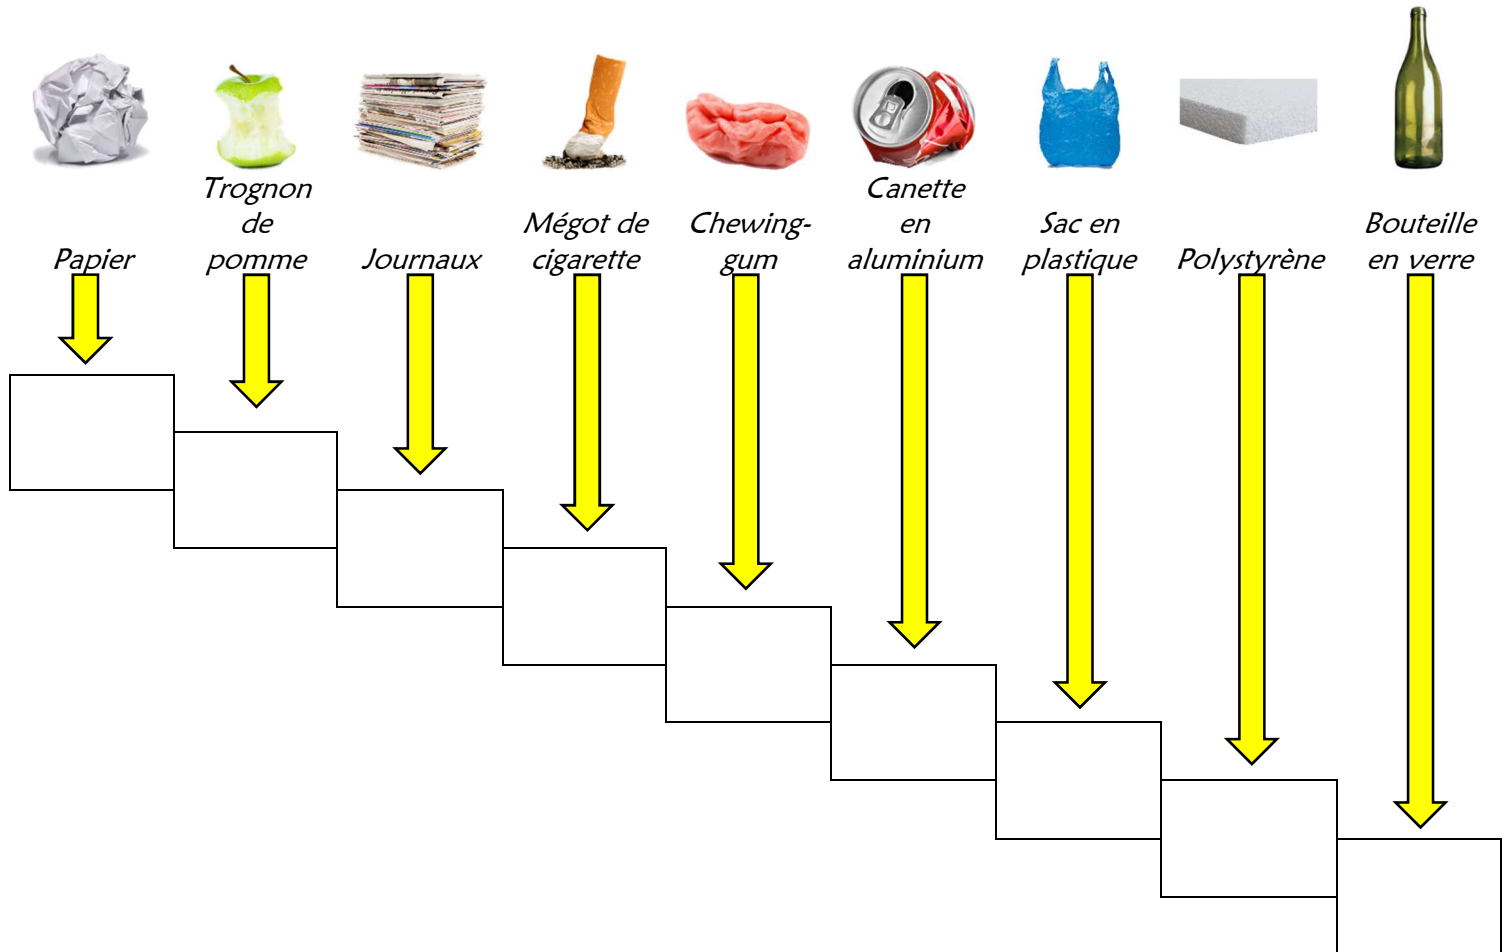 Papier
Trognon
de
pomme
Journaux
Mégot de
cigarette
Chewing-
gum
Canette
en
aluminium
Sac en
plastique
Polystyrène
Bouteille
en verre